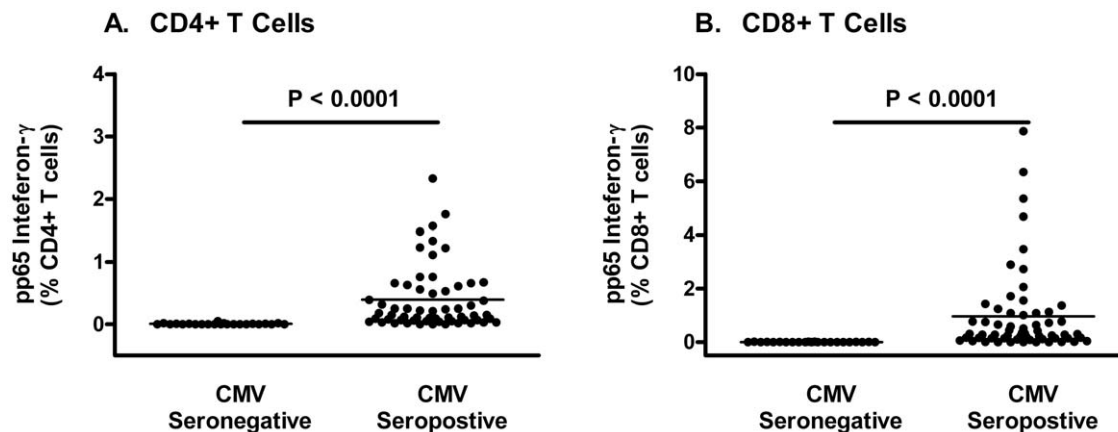 A. CD4+ T Cells
P < 0.0001
pp65 Inteferon-γ
(% CD4+ T cells)
4
3
2
1
0
CMV
Seronegative
CMV
Seropostive
B. CD8+ T Cells
P < 0.0001
pp65 Inteferon-γ
(% CD8+ T cells)
10
8
6
4
2
0
CMV
Seronegative
CMV
Seropostive